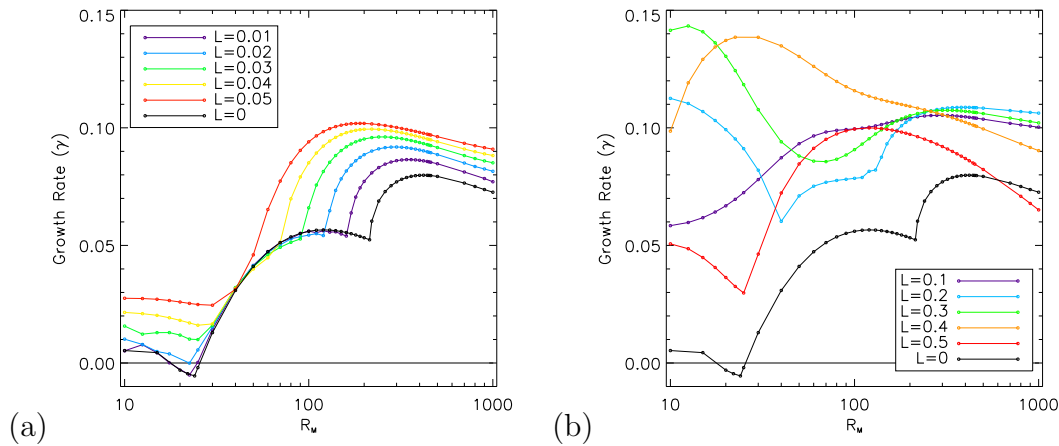 0.15
0.10
0.05
0.00
Growth Rate (γ)
L=0.01
L=0.02
L=0.03
L=0.04
L=0.05
L=0
10 100 1000
R_M
(a)
0.15
0.10
0.05
0.00
Growth Rate (γ)
L=0.1
L=0.2
L=0.3
L=0.4
L=0.5
L=0
10 100 1000
R_M
(b)